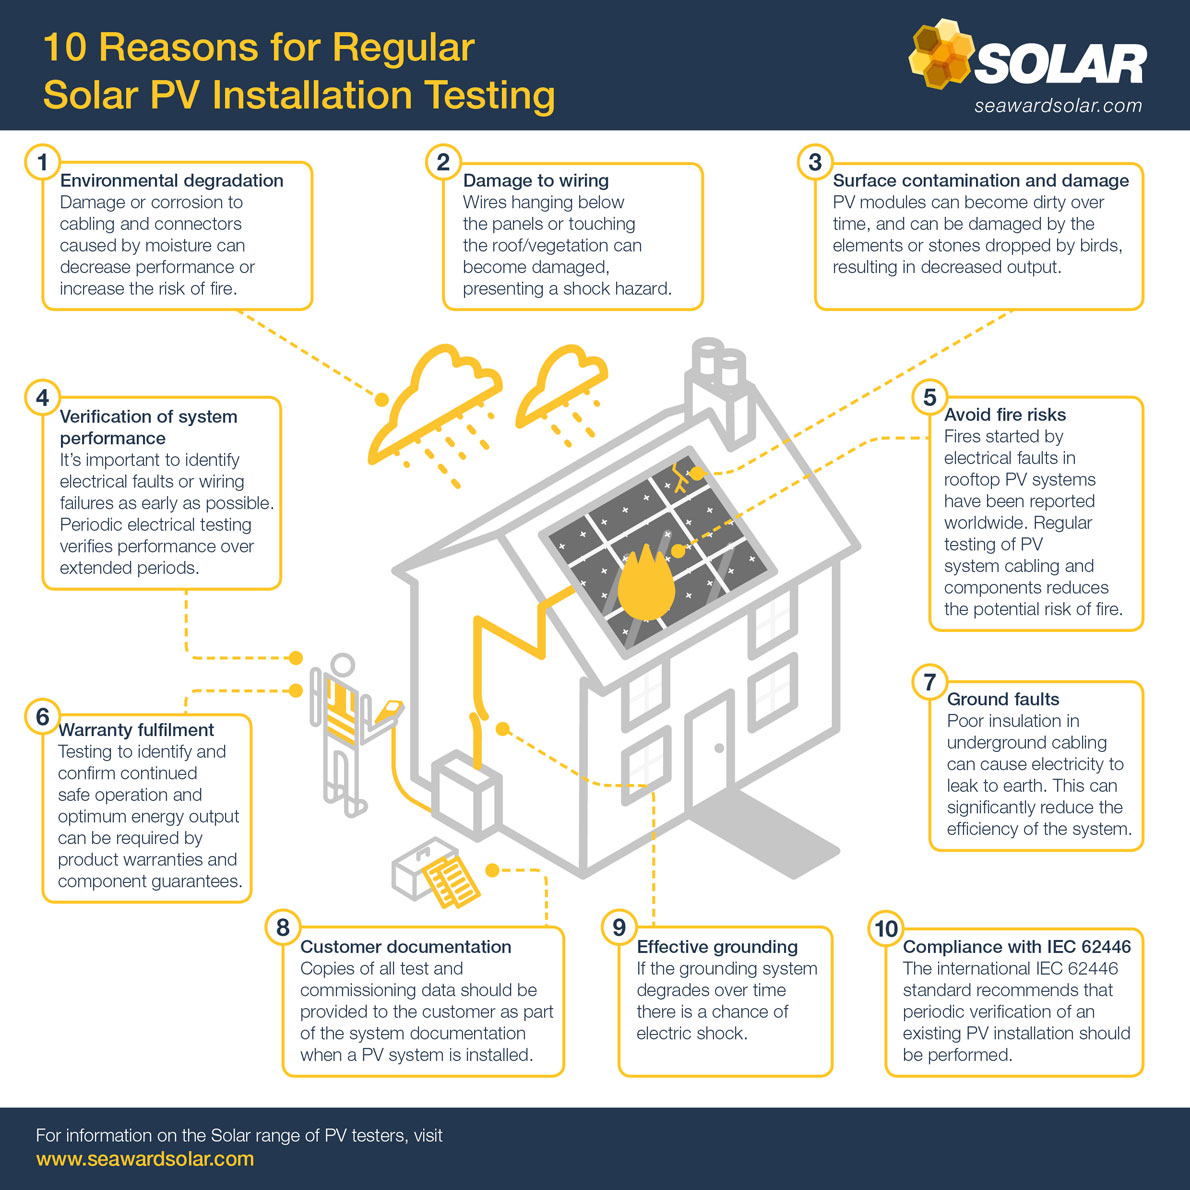 10 Reasons for Regular
Solar PV Installation Testing
SOLAR
seawardsolar.com
1
Environmental degradation
Damage or corrosion to
cabling and connectors
caused by moisture can
decrease performance or
increase the risk of fire.
2
Damage to wiring
Wires hanging below
the panels or touching
the roof/vegetation can
become damaged,
presenting a shock hazard.
3
Surface contamination and damage
PV modules can become dirty over
time, and can be damaged by the
elements or stones dropped by birds,
resulting in decreased output.
4
Verification of system
performance
It's important to identify
electrical faults or wiring
failures as early as possible.
Periodic electrical testing
verifies performance over
extended periods.
5
Avoid fire risks
Fires started by
electrical faults in
rooftop PV systems
have been reported
worldwide. Regular
testing of PV
system cabling and
components reduces
the potential risk of fire.
6
Warranty fulfilment
Testing to identify and
confirm continued
safe operation and
optimum energy output
can be required by
product warranties and
component guarantees.
7
Ground faults
Poor insulation in
underground cabling
can cause electricity to
leak to earth. This can
significantly reduce the
efficiency of the system.
8
Customer documentation
Copies of all test and
commissioning data should be
provided to the customer as part
of the system documentation
when a PV system is installed.
9
Effective grounding
If the grounding system
degrades over time
there is a chance of
electric shock.
10
Compliance with IEC 62446
The international IEC 62446
standard recommends that
periodic verification of an
existing PV installation should
be performed.
For information on the Solar range of PV testers, visit
www.seawardsolar.com